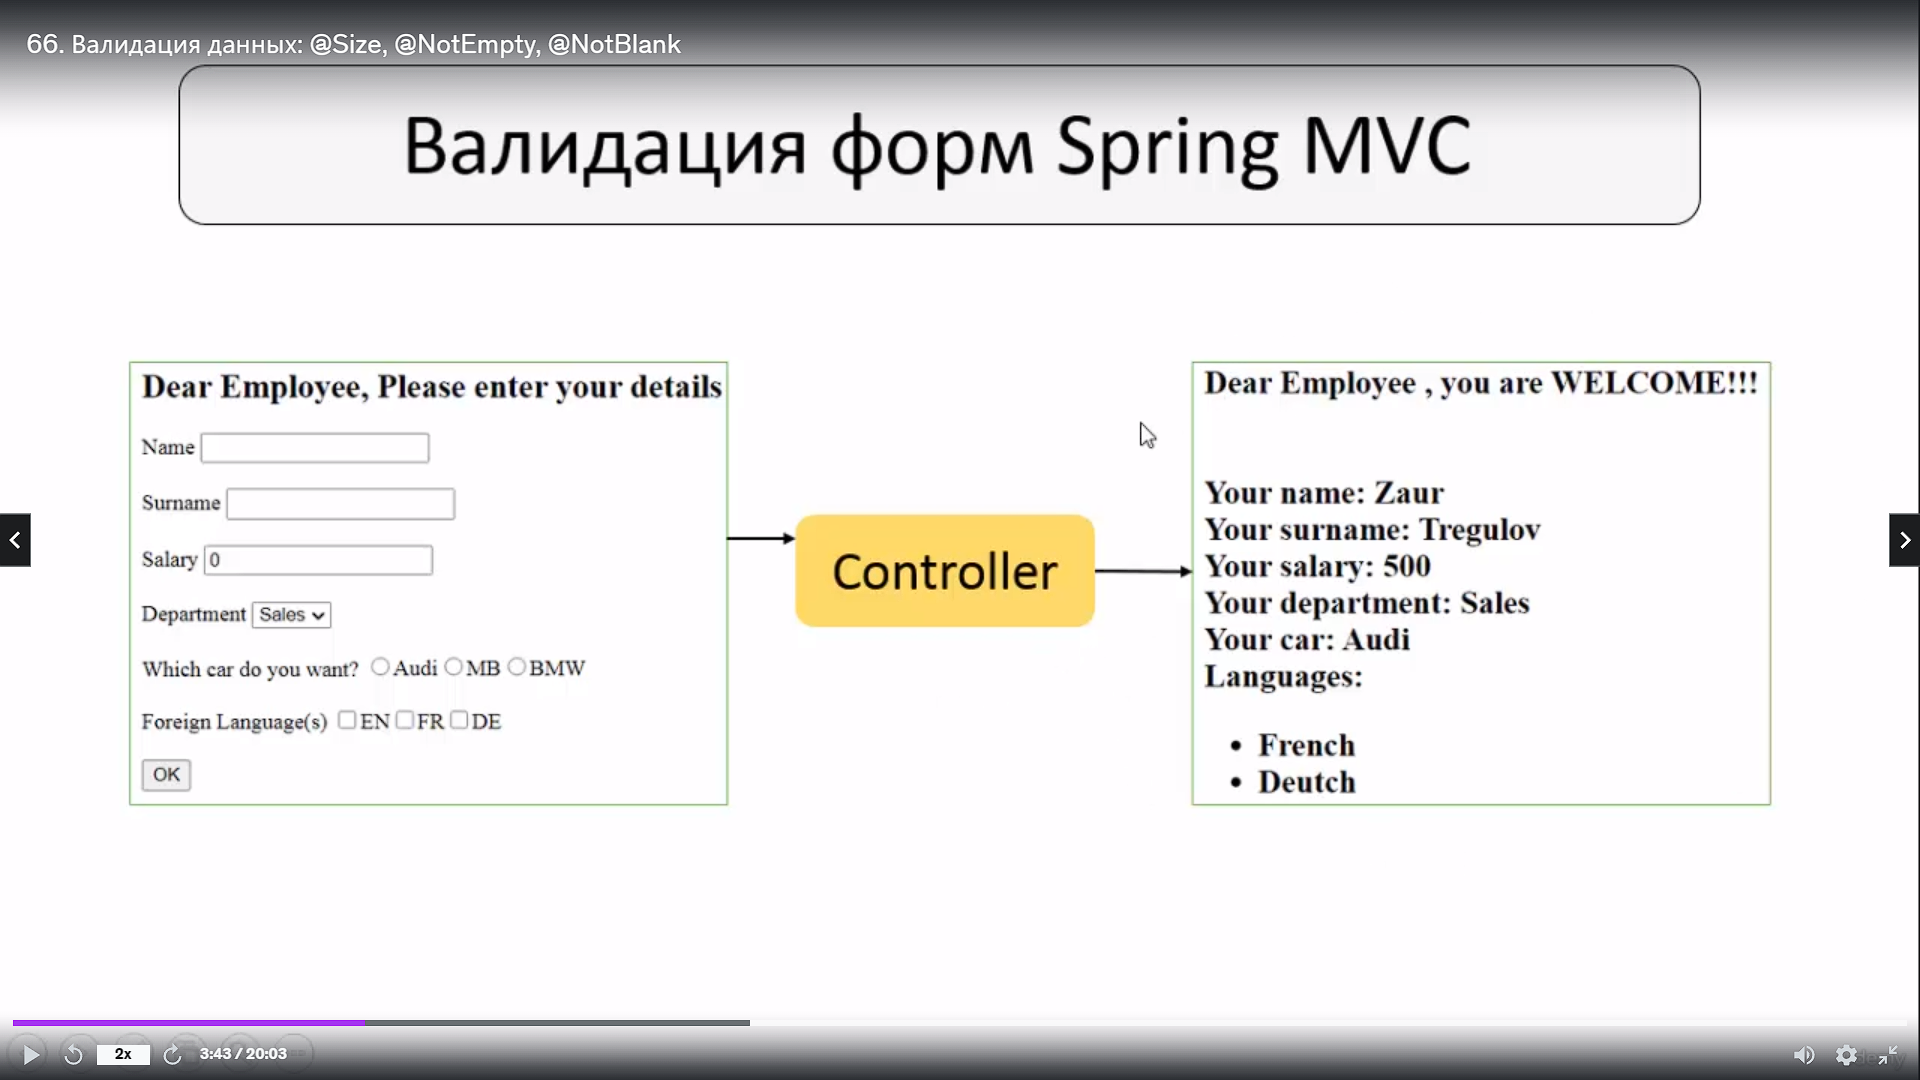 66. Валидация данных: @Size, @NotEmpty, @NotBlank
Валидация форм Spring MVC
Dear Employee, Please enter your details
Name
Surname
Salary 0
Department Sales
Which car do you want? Audi MB BMW
Foreign Language(s) EN FR DE
OK
Controller
Dear Employee , you are WELCOME!!!
Your name: Zaur
Your surname: Tregulov
Your salary: 500
Your department: Sales
Your car: Audi
Languages:
• French
• Deutch
2x
3:43 / 20:03